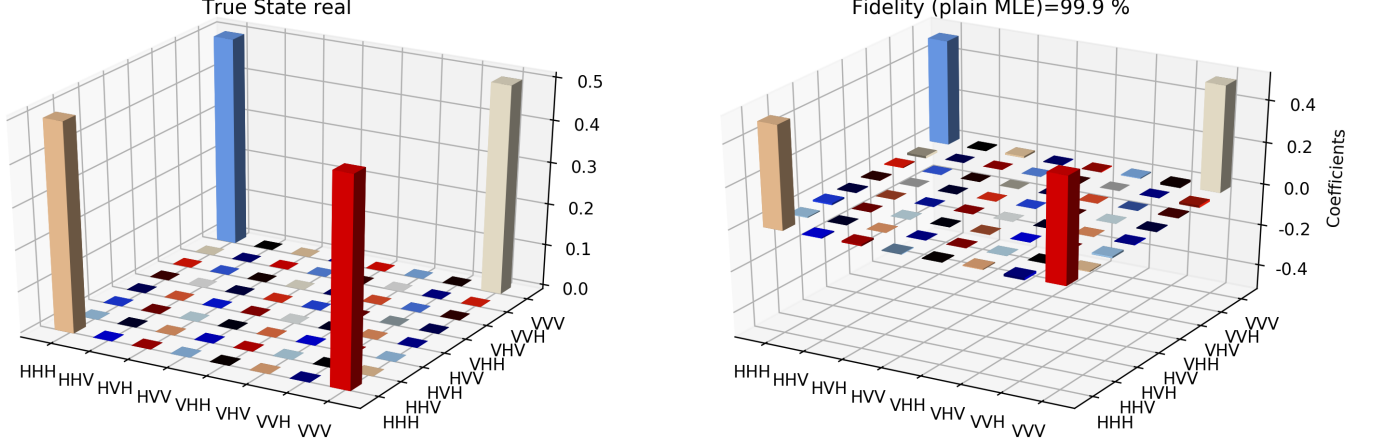 True State real
0.5
0.4
0.3
0.2
0.1
0.0
HHH
HHV
HVH
HVV
VHH
VHV
VVH
VVV
HHH
HHV
HVH
HVV
VHH
VHV
VVH
VVV
Fidelity (plain MLE)=99.9 %
0.4
0.2
0.0
-0.2
-0.4
Coefficients
HHH
HHV
HVH
HVV
VHH
VHV
VVH
VVV
HHH
HHV
HVH
HVV
VHH
VHV
VVH
VVV